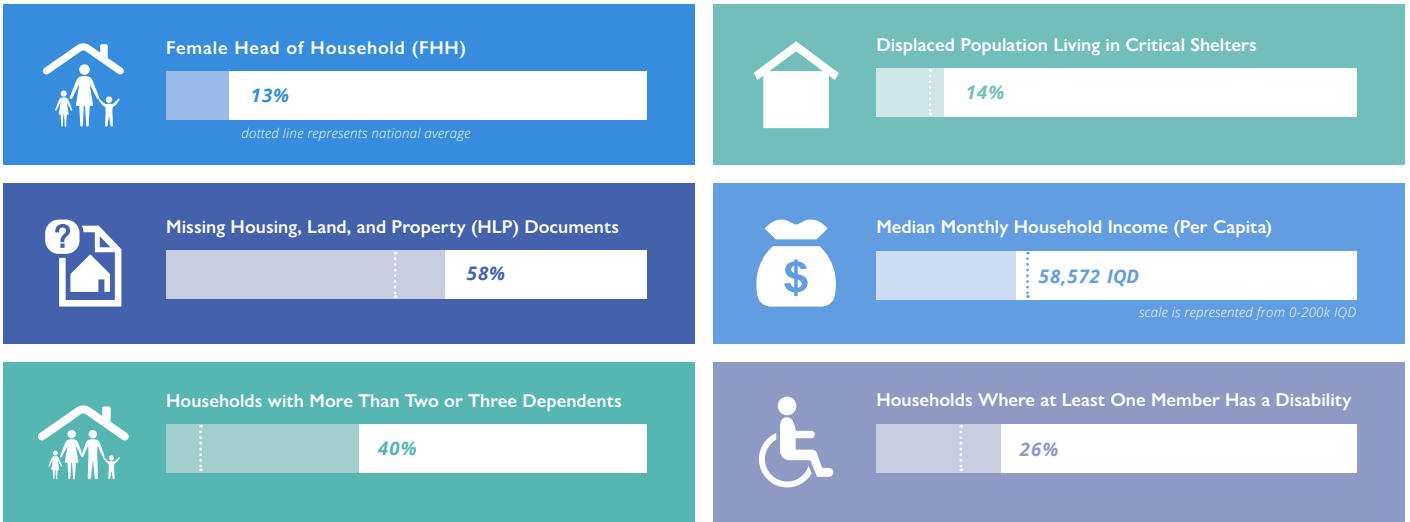 Female Head of Household (FHH)
13%
dotted line represents national average
Displaced Population Living in Critical Shelters
14%
?
Missing Housing, Land, and Property (HLP) Documents
58%
$
Median Monthly Household Income (Per Capita)
58,572 IQD
scale is represented from 0-200k IQD
Households with More Than Two or Three Dependents
40%
Households Where at Least One Member Has a Disability
26%